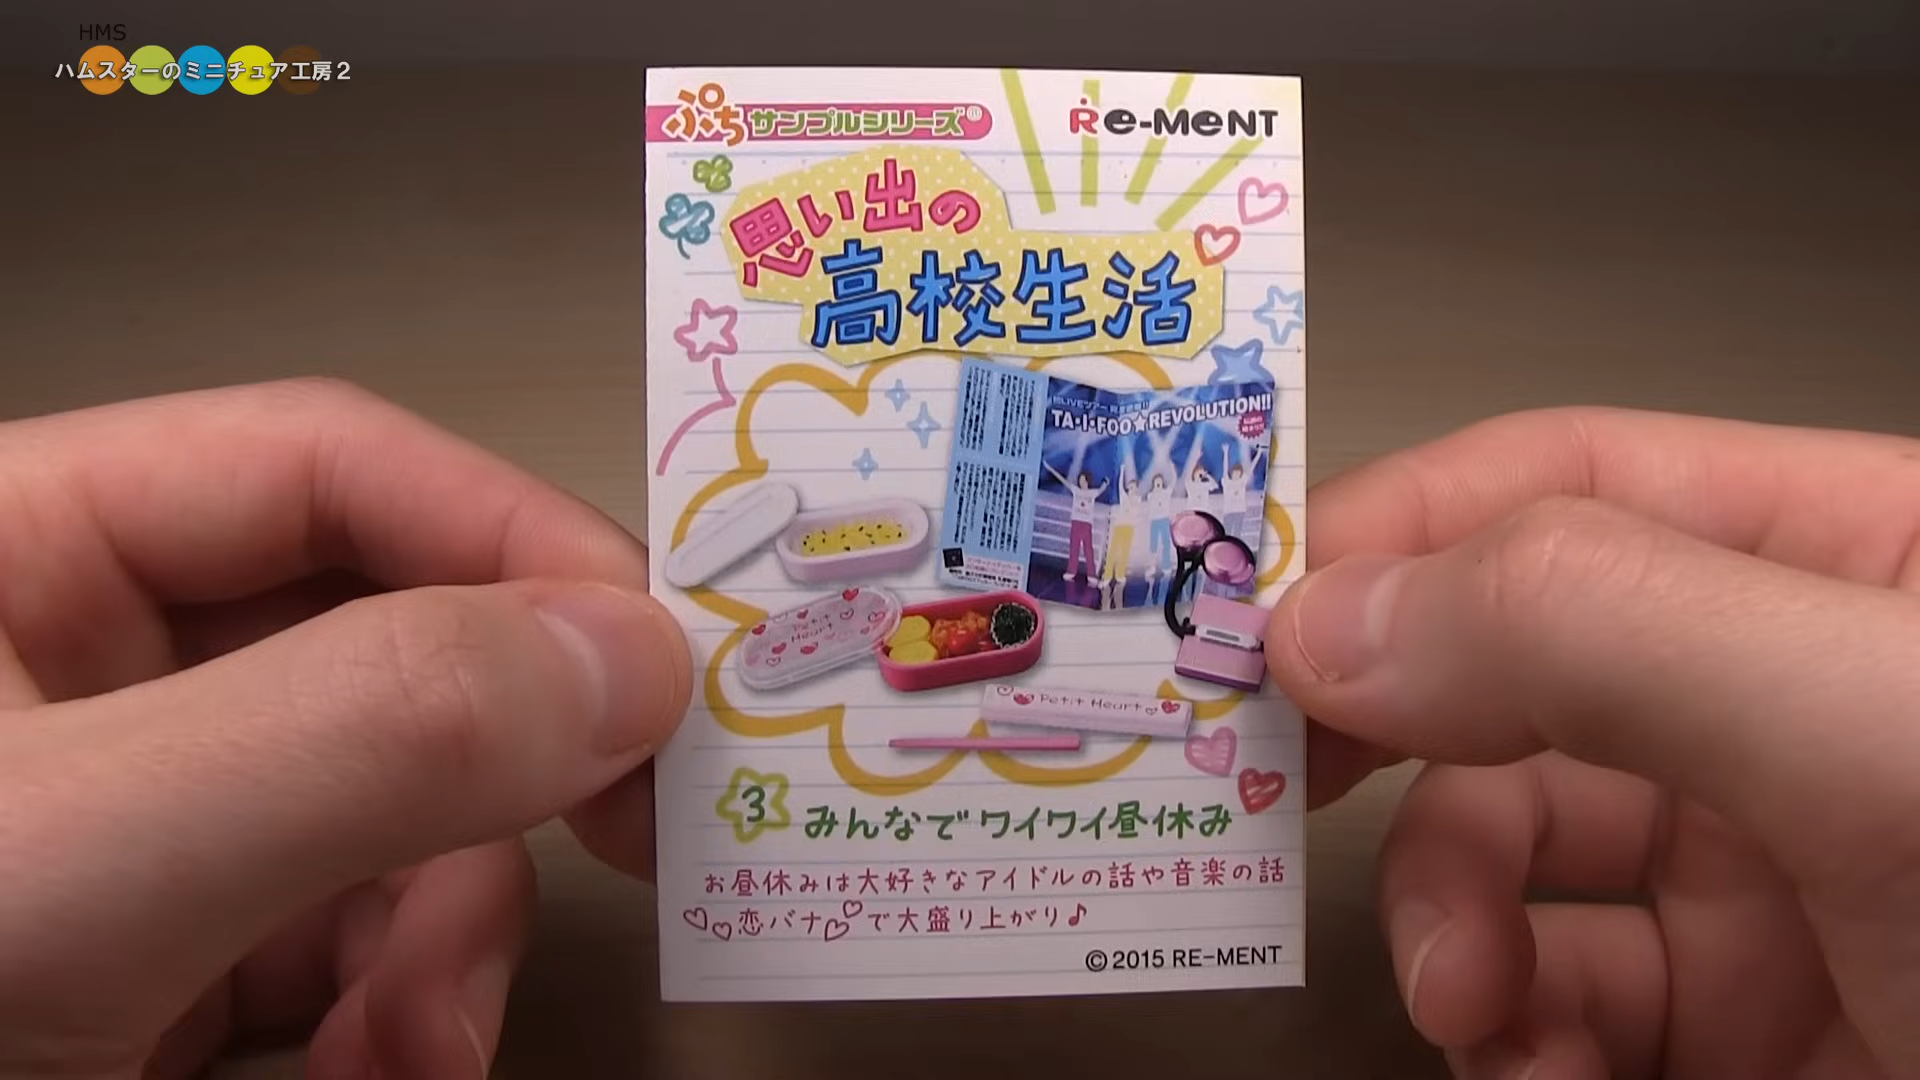 HMS
ハムスターのミニチュア工房2
ぷちサンプルシリーズ®
Re-MeNT
思い出の
高校生活
TA・I・FOO★REVOLUTION!!
Petit
Heart
Petit Heart
3 みんなでワイワイ昼休み
お昼休みは大好きなアイドルの話や音楽の話
恋バナで大盛り上がり♪
©2015 RE-MENT